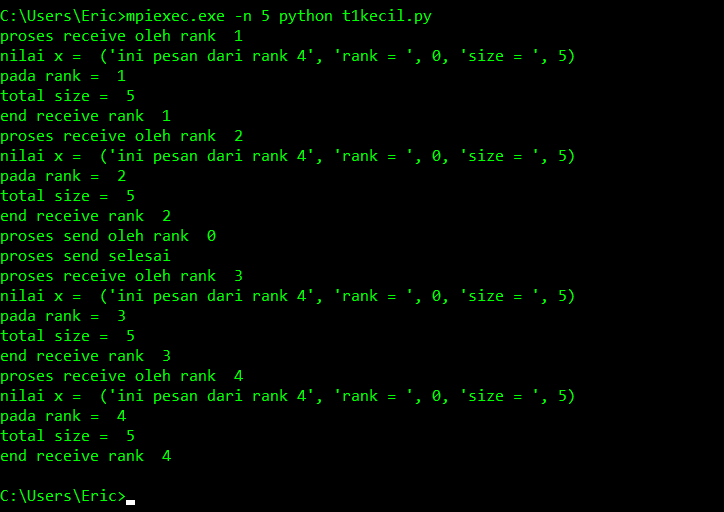 C:\Users\Eric>mpiexec.exe -n 5 python t1kecil.py
proses receive oleh rank  1
nilai x =  ('ini pesan dari rank 4', 'rank = ', 0, 'size = ', 5)
pada rank =  1
total size =  5
end receive rank  1
proses receive oleh rank  2
nilai x =  ('ini pesan dari rank 4', 'rank = ', 0, 'size = ', 5)
pada rank =  2
total size =  5
end receive rank  2
proses send oleh rank  0
proses send selesai
proses receive oleh rank  3
nilai x =  ('ini pesan dari rank 4', 'rank = ', 0, 'size = ', 5)
pada rank =  3
total size =  5
end receive rank  3
proses receive oleh rank  4
nilai x =  ('ini pesan dari rank 4', 'rank = ', 0, 'size = ', 5)
pada rank =  4
total size =  5
end receive rank  4
C:\Users\Eric>